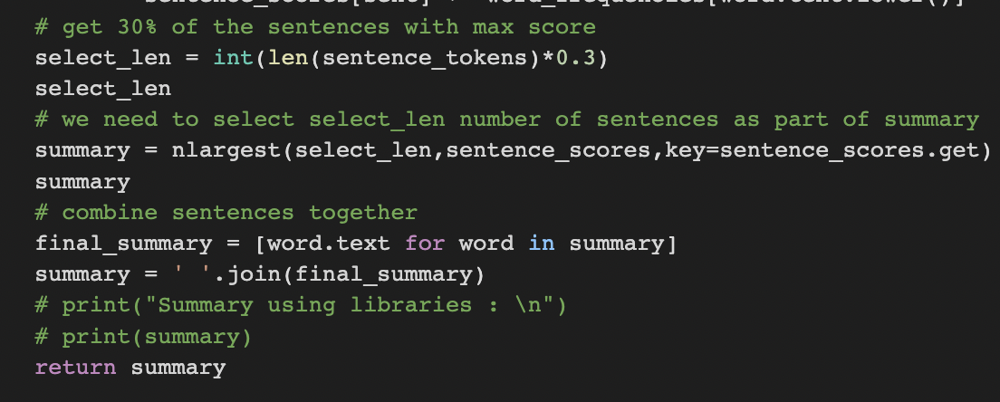 # get 30% of the sentences with max score
select_len = int(len(sentence_tokens)*0.3)
select_len
# we need to select select_len number of sentences as part of summary
summary = nlargest(select_len,sentence_scores,key=sentence_scores.get)
summary
# combine sentences together
final_summary = [word.text for word in summary]
summary = ' '.join(final_summary)
# print("Summary using libraries : \n")
# print(summary)
return summary